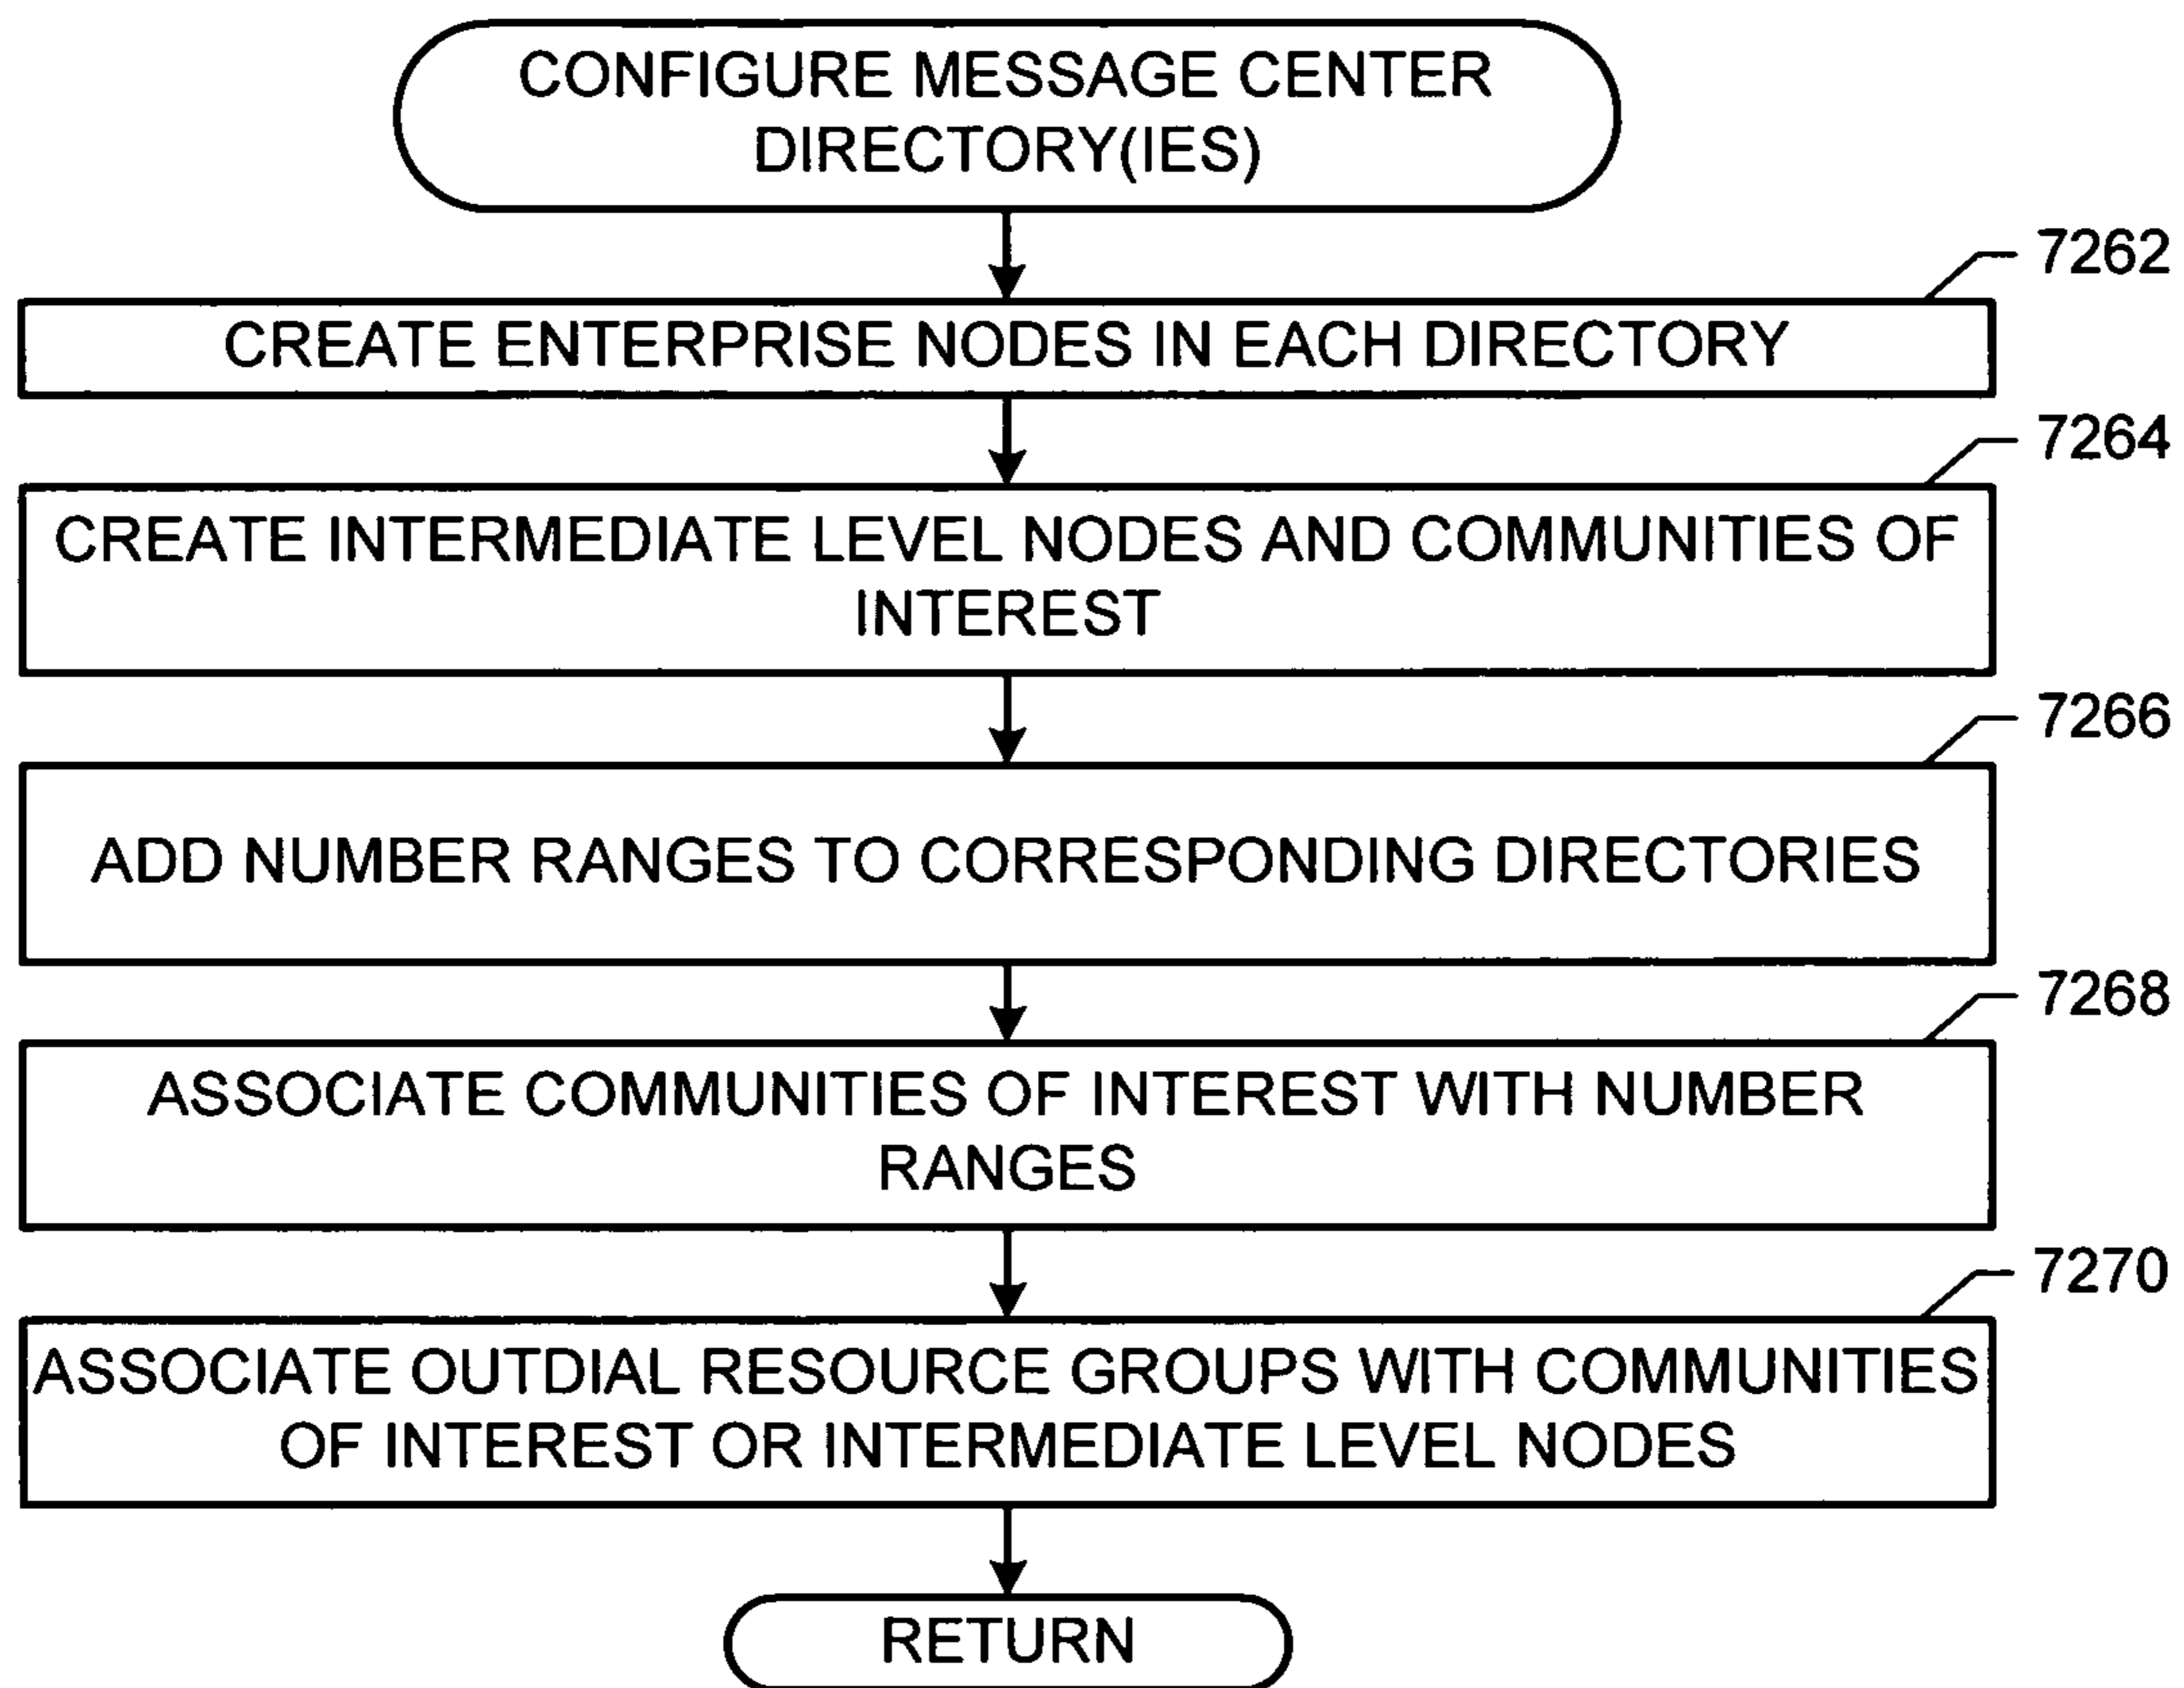 CONFIGURE MESSAGE CENTER
DIRECTORY(IES)
7262
CREATE ENTERPRISE NODES IN EACH DIRECTORY
7264
CREATE INTERMEDIATE LEVEL NODES AND COMMUNITIES OF
INTEREST
7266
ADD NUMBER RANGES TO CORRESPONDING DIRECTORIES
7268
ASSOCIATE COMMUNITIES OF INTEREST WITH NUMBER
RANGES
7270
ASSOCIATE OUTDIAL RESOURCE GROUPS WITH COMMUNITIES
OF INTEREST OR INTERMEDIATE LEVEL NODES
RETURN